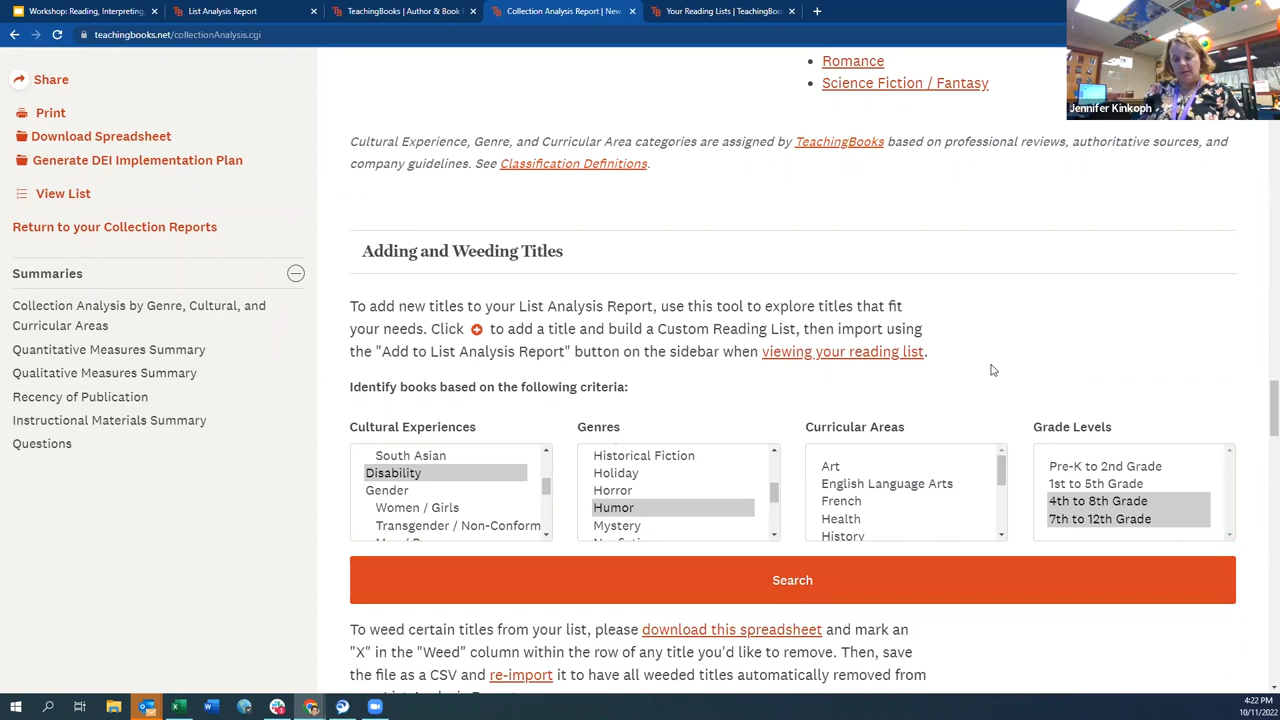 Workshop: Reading, Interpreting,
List Analysis Report
TeachingBooks | Author & Book
Collection Analysis Report | New
Your Reading Lists | TeachingBo
teachingbooks.net/collectionAnalysis.cgi
Jennifer Kinkoph
Share
Print
Download Spreadsheet
Generate DEI Implementation Plan
View List
Return to your Collection Reports
Summaries
Collection Analysis by Genre, Cultural, and
Curricular Areas
Quantitative Measures Summary
Qualitative Measures Summary
Recency of Publication
Instructional Materials Summary
Questions
Romance
Science Fiction / Fantasy
Cultural Experience, Genre, and Curricular Area categories are assigned by TeachingBooks based on professional reviews, authoritative sources, and
company guidelines. See Classification Definitions.
Adding and Weeding Titles
To add new titles to your List Analysis Report, use this tool to explore titles that fit
your needs. Click to add a title and build a Custom Reading List, then import using
the "Add to List Analysis Report" button on the sidebar when viewing your reading list.
Identify books based on the following criteria:
Cultural Experiences
South Asian
Disability
Gender
Women / Girls
Transgender / Non-Conform
Genres
Historical Fiction
Holiday
Horror
Humor
Mystery
Curricular Areas
Art
English Language Arts
French
Health
History
Grade Levels
Pre-K to 2nd Grade
1st to 5th Grade
4th to 8th Grade
7th to 12th Grade
Search
To weed certain titles from your list, please download this spreadsheet and mark an
"X" in the "Weed" column within the row of any title you'd like to remove. Then, save
the file as a CSV and re-import it to have all weeded titles automatically removed from
4:22 PM
10/11/2022